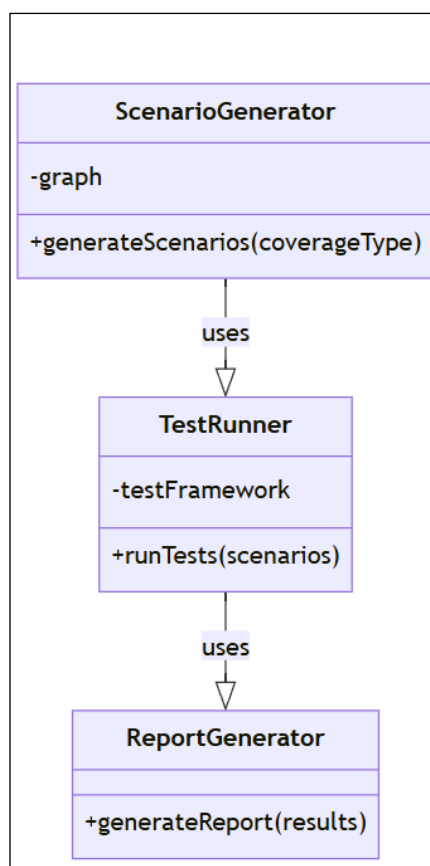 ScenarioGenerator
-graph
+generateScenarios(coverageType)
uses
TestRunner
-testFramework
+runTests(scenarios)
uses
ReportGenerator
+generateReport(results)